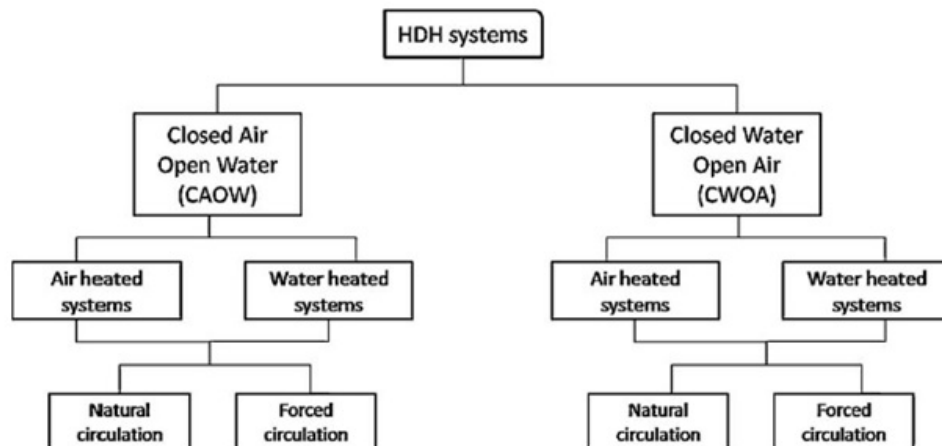 HDH systems
Closed Air
Open Water
(CAOW)
Closed Water
Open Air
(CWOA)
Air heated
systems
Water heated
systems
Air heated
systems
Water heated
systems
Natural
circulation
Forced
circulation
Natural
circulation
Forced
circulation